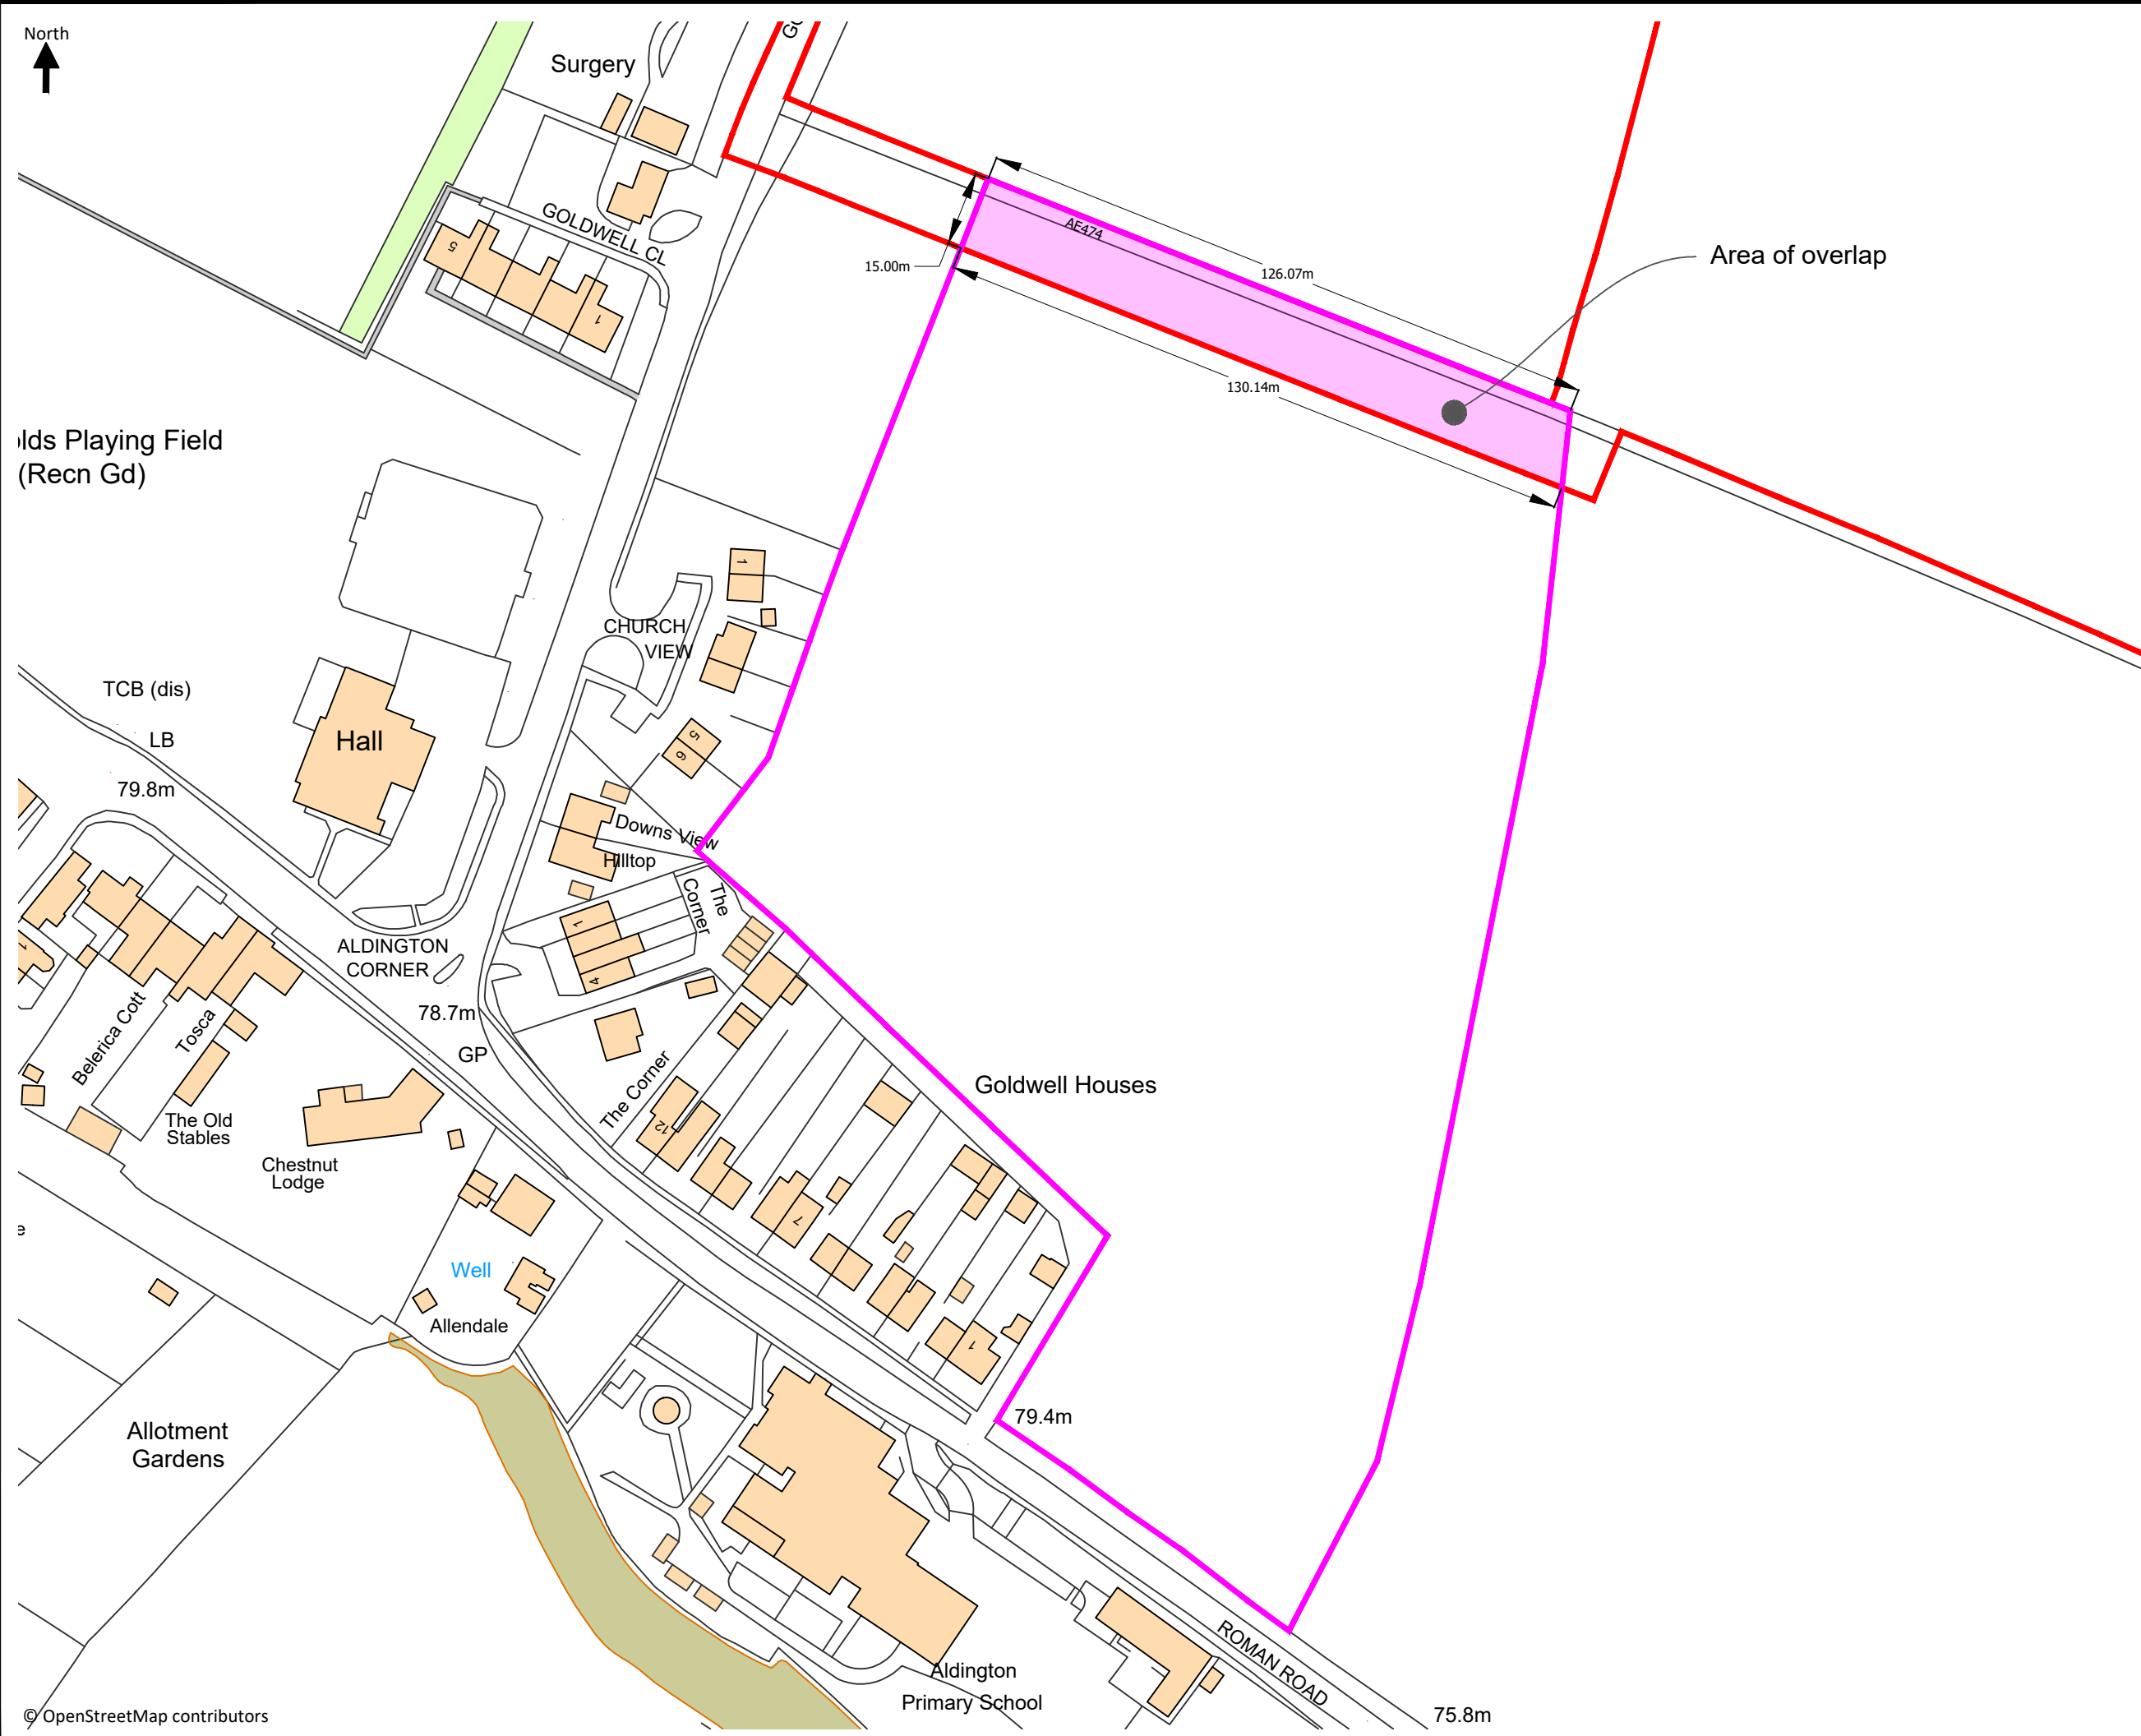 North
Surgery
GOLDWELL CL
5
1
AE474
15.00m
126.07m
130.14m
Area of overlap
lds Playing Field
(Recn Gd)
1
CHURCH
VIEW
TCB (dis)
LB
79.8m
Hall
5
6
Downs View
Hilltop
The
Corner
1
4
ALDINGTON
CORNER
78.7m
GP
Belerica Cott
Tosca
The Old
Stables
Chestnut
Lodge
The Corner
12
7
1
Goldwell Houses
Well
Allendale
79.4m
Allotment
Gardens
ROMAN ROAD
Aldington
Primary School
75.8m
© OpenStreetMap contributors